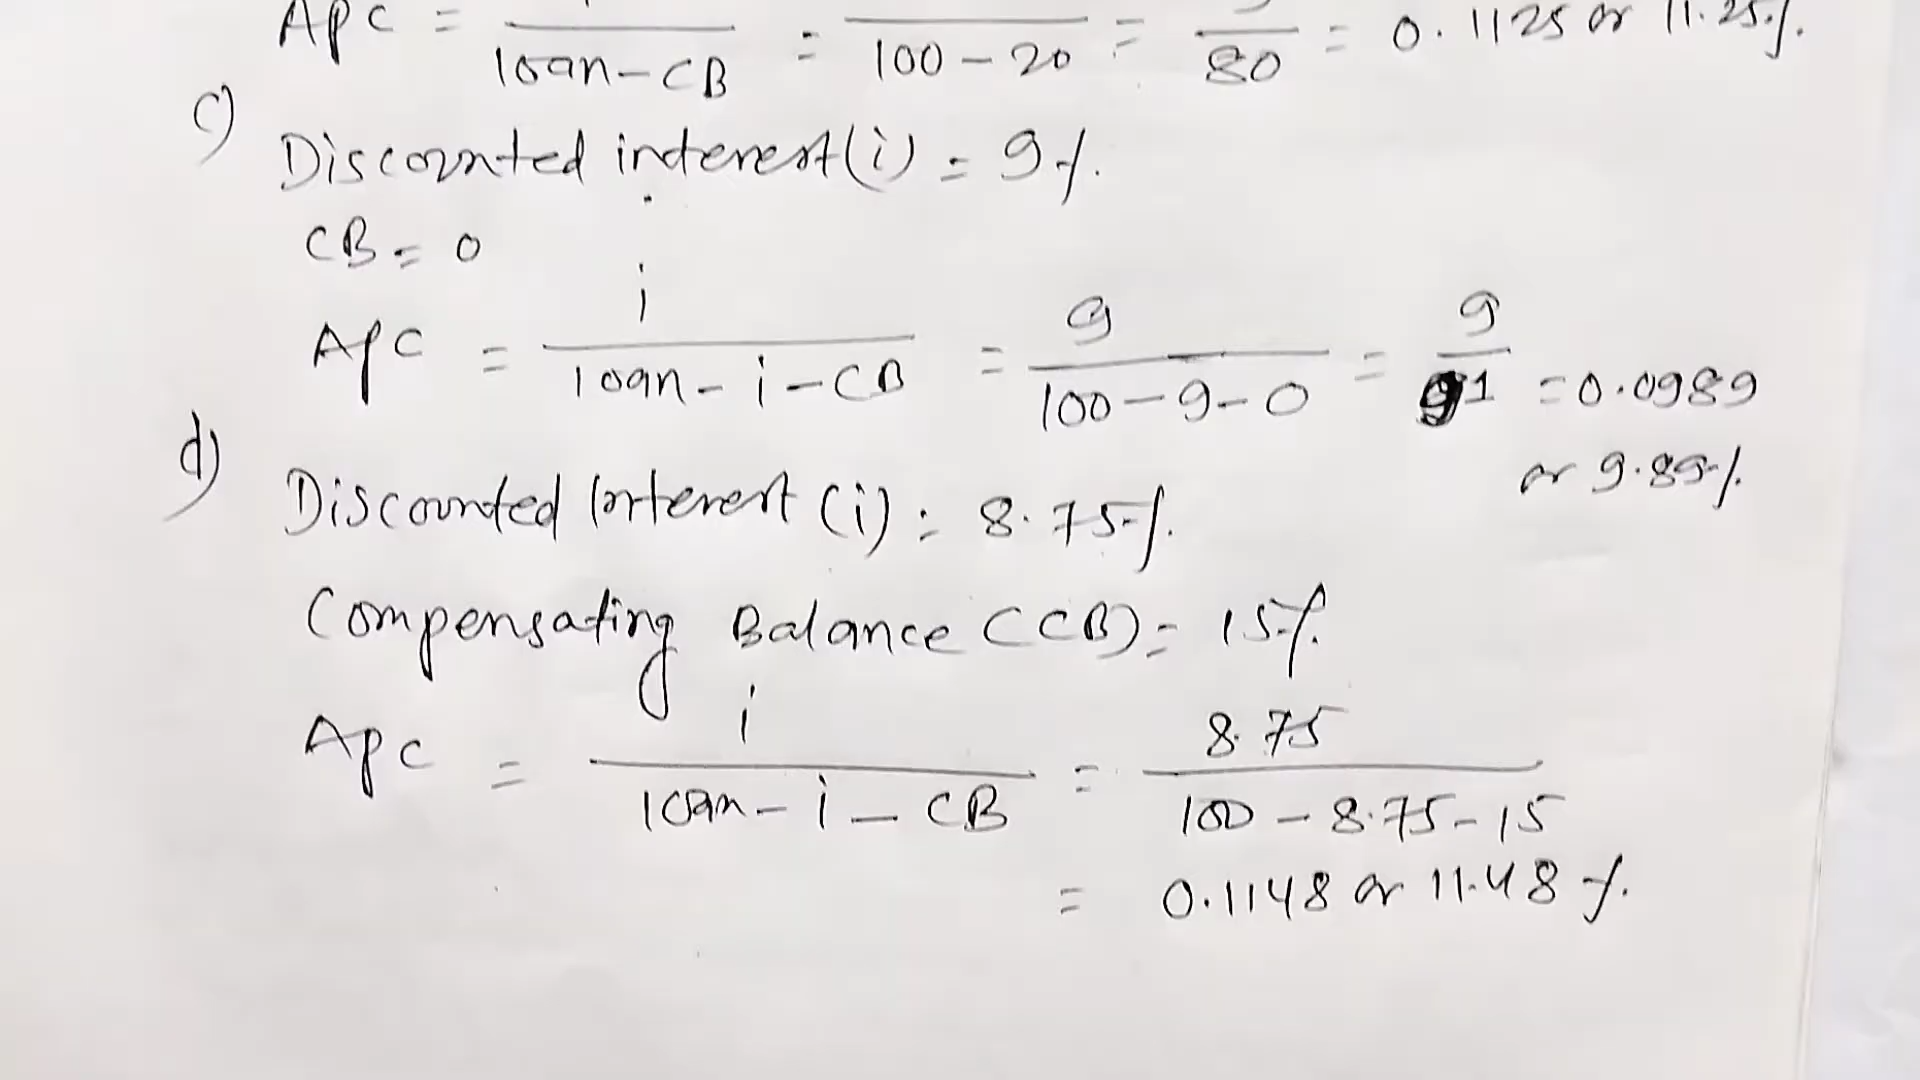 APC = i/(loan - CB) = /(100 - 20) = 9/80 = 0.1125 or 11.25%.
c)
Discounted interest (i) = 9%.
CB = 0
APC = i/(loan - i - CB) = 9/(100 - 9 - 0) = 9/91 = 0.0989
or 9.89%.
d)
Discounted Interest (i) = 8.75%.
Compensating Balance (CB) = 15%.
APC = i/(loan - i - CB) = 8.75/(100 - 8.75 - 15)
= 0.1148 or 11.48%.